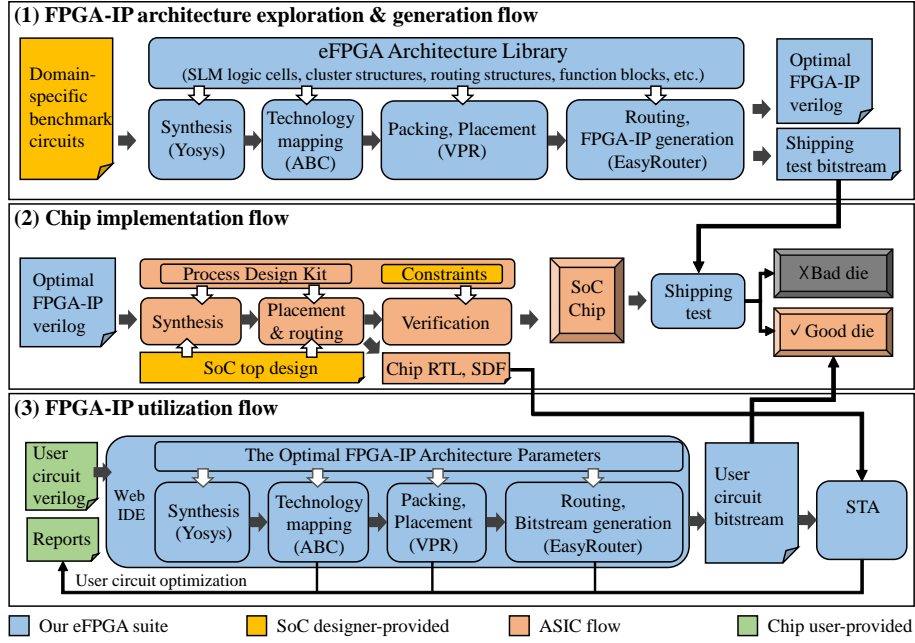 (1) FPGA-IP architecture exploration & generation flow
Domain-
specific
benchmark
circuits
eFPGA Architecture Library
(SLM logic cells, cluster structures, routing structures, function blocks, etc.)
Synthesis
(Yosys)
Technology
mapping
(ABC)
Packing, Placement
(VPR)
Routing,
FPGA-IP generation
(EasyRouter)
Optimal
FPGA-IP
verilog
Shipping
test bitstream
(2) Chip implementation flow
Optimal
FPGA-IP
verilog
Process Design Kit
Constraints
Synthesis
Placement
& routing
Verification
SoC top design
Chip RTL, SDF
SoC
Chip
Shipping
test
☓Bad die
✓ Good die
(3) FPGA-IP utilization flow
User
circuit
verilog
Reports
Web
IDE
The Optimal FPGA-IP Architecture Parameters
Synthesis
(Yosys)
Technology
mapping
(ABC)
Packing,
Placement
(VPR)
Routing,
Bitstream generation
(EasyRouter)
User
circuit
bitstream
STA
User circuit optimization
Our eFPGA suite
SoC designer-provided
ASIC flow
Chip user-provided